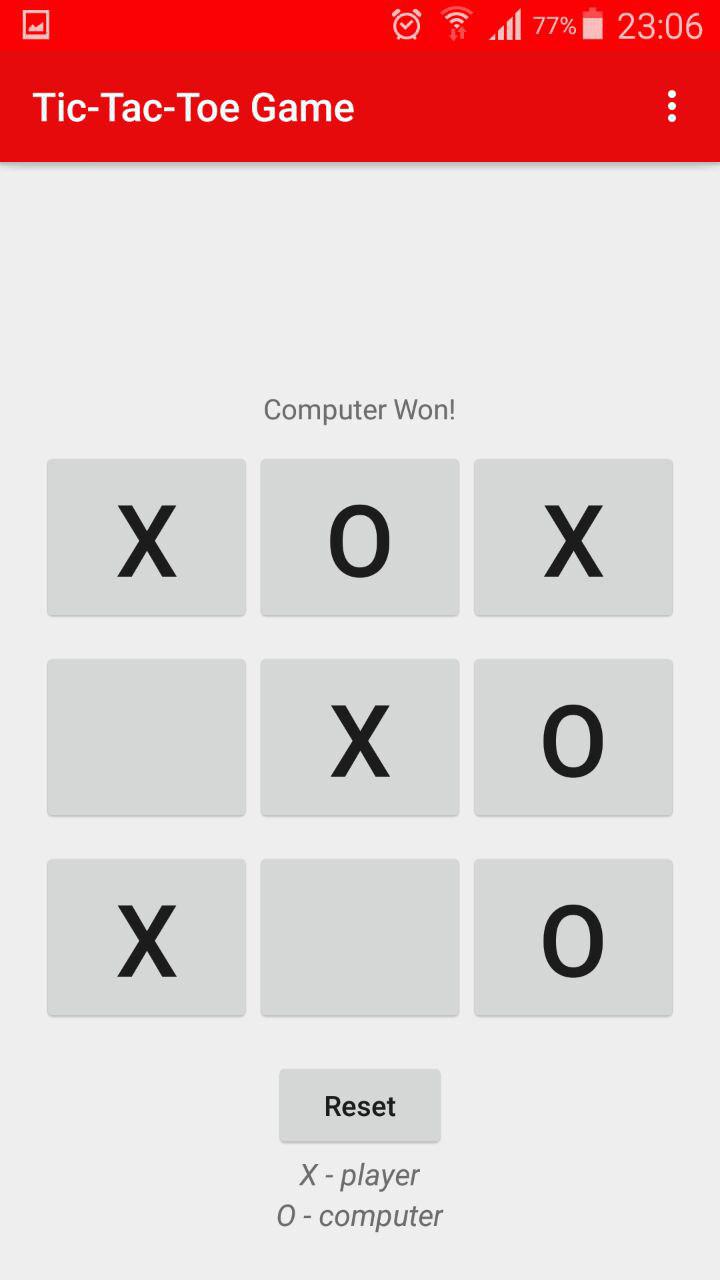 77% 23:06
Tic-Tac-Toe Game
Computer Won!
X O X
X O
X O
Reset
X - player
O - computer